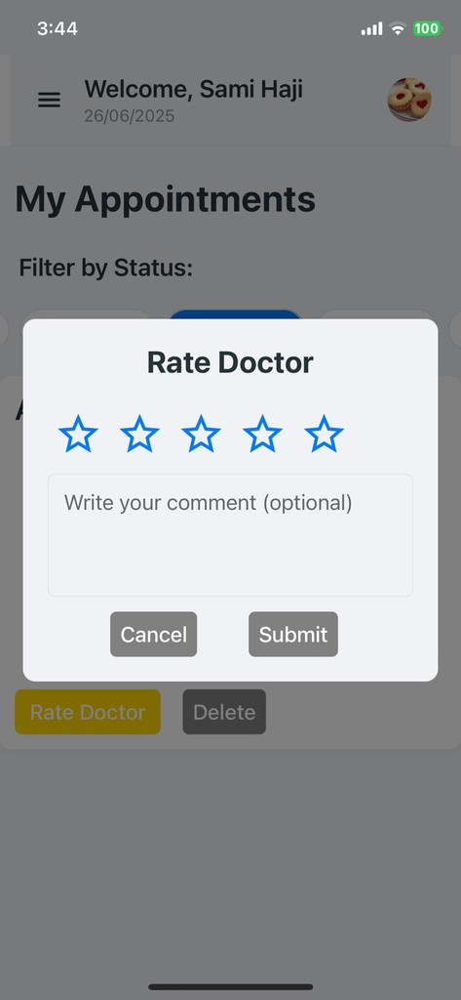 3:44
100
Welcome, Sami Haji
26/06/2025
My Appointments
Filter by Status:
Rate Doctor
Write your comment (optional)
Cancel Submit
Rate Doctor Delete